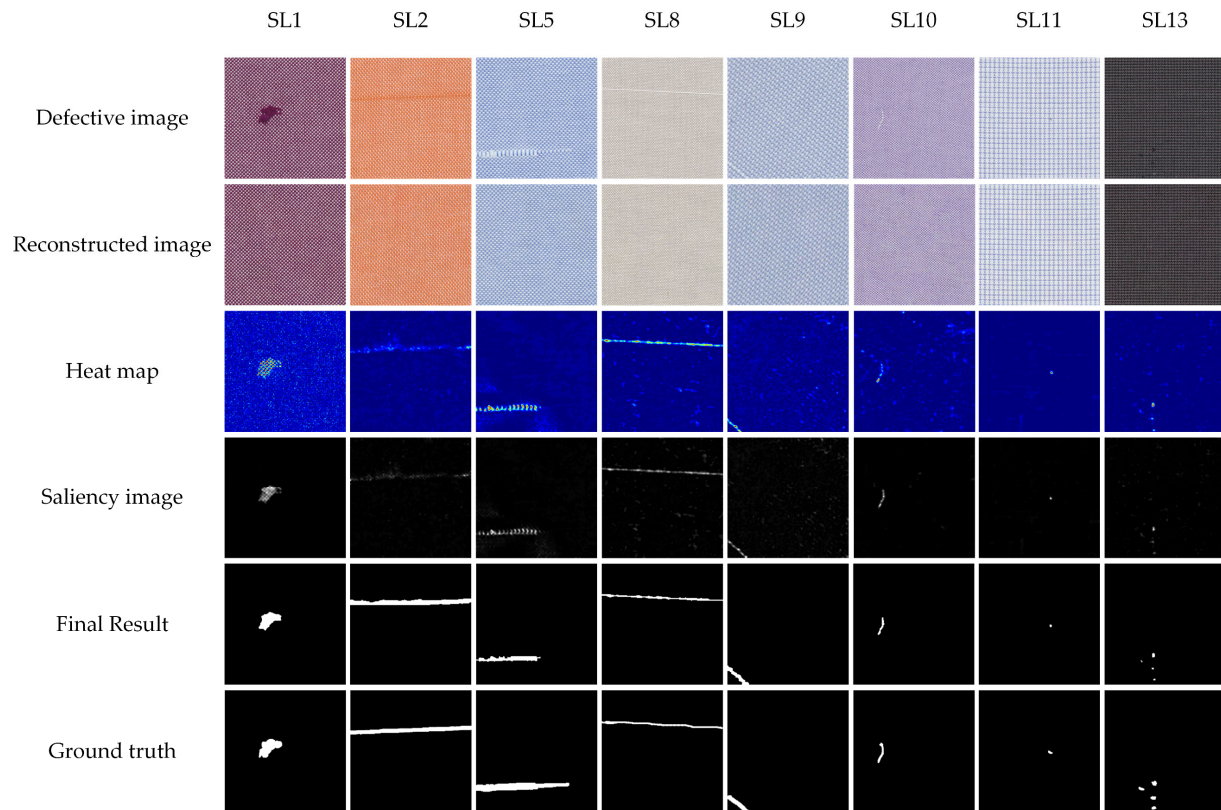 SL1 SL2 SL5 SL8 SL9 SL10 SL11 SL13
Defective image
Reconstructed image
Heat map
Saliency image
Final Result
Ground truth